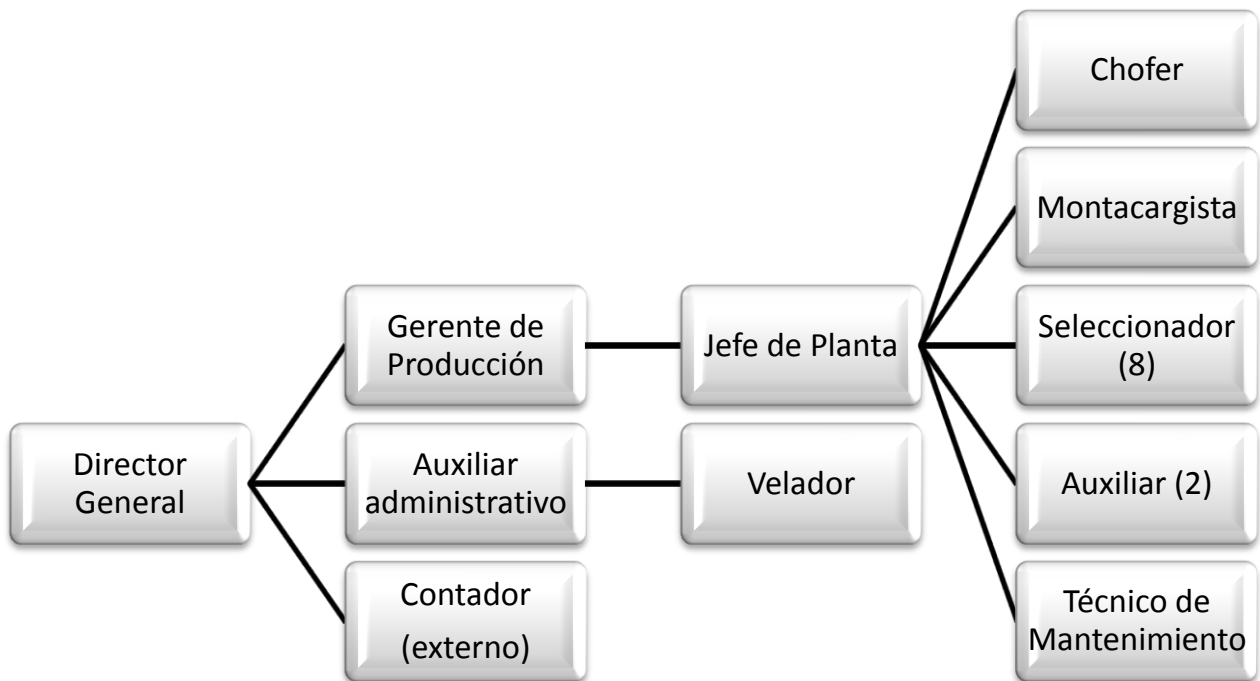 Director
General
Gerente de
Producción
Auxiliar
administrativo
Contador
(externo)
Jefe de Planta
Velador
Chofer
Montacargista
Seleccionador
(8)
Auxiliar (2)
Técnico de
Mantenimiento